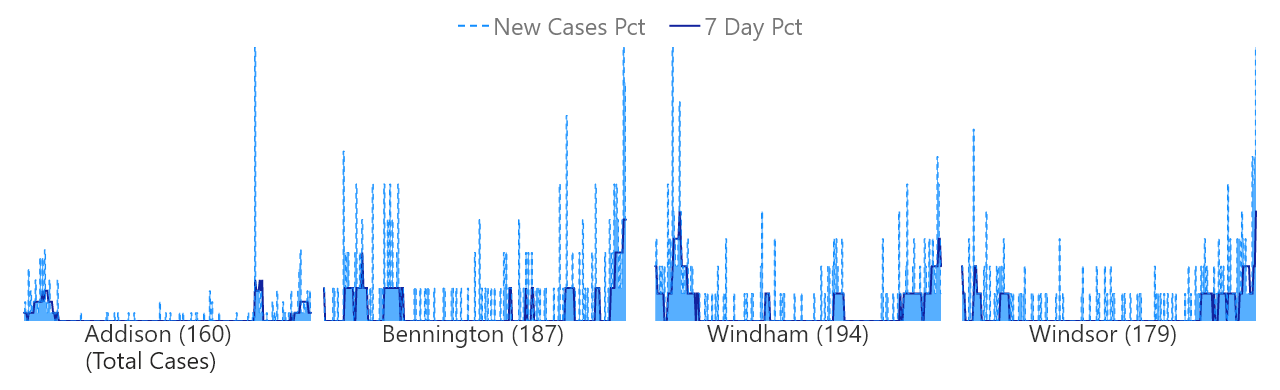 New Cases Pct 7 Day Pct
Addison (160) Bennington (187) Windham (194) Windsor (179)
(Total Cases)